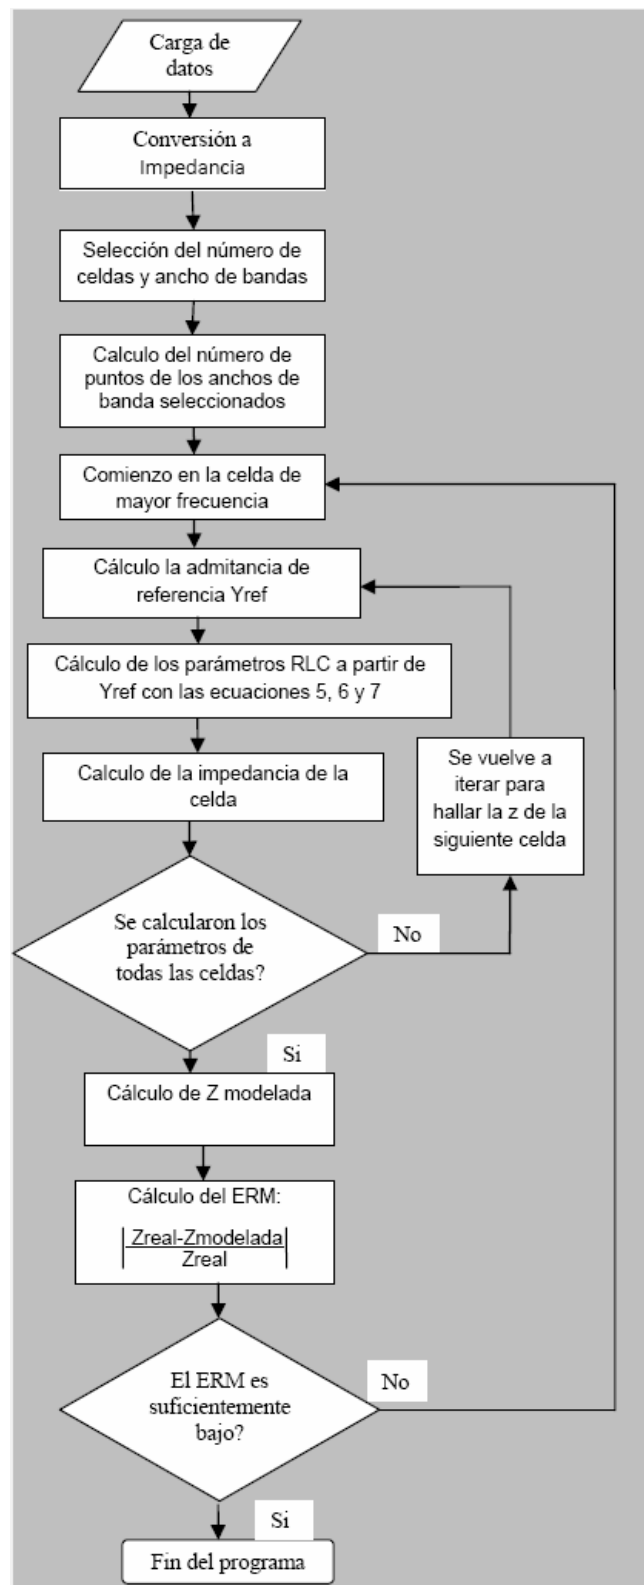 Carga de
datos
Conversión a
Impedancia
Selección del número de
celdas y ancho de bandas
Calculo del número de
puntos de los anchos de
banda seleccionados
Comienzo en la celda de
mayor frecuencia
Cálculo la admitancia de
referencia Yref
Cálculo de los parámetros RLC a partir de
Yref con las ecuaciones 5, 6 y 7
Calculo de la impedancia de la
celda
Se vuelve a
iterar para
hallar la z de la
siguiente celda
Se calcularon los
parámetros de
todas las celdas?
No
Si
Cálculo de Z modelada
Cálculo del ERM:
|Zreal-Zmodelada|
Zreal
El ERM es
suficientemente
bajo?
No
Si
Fin del programa